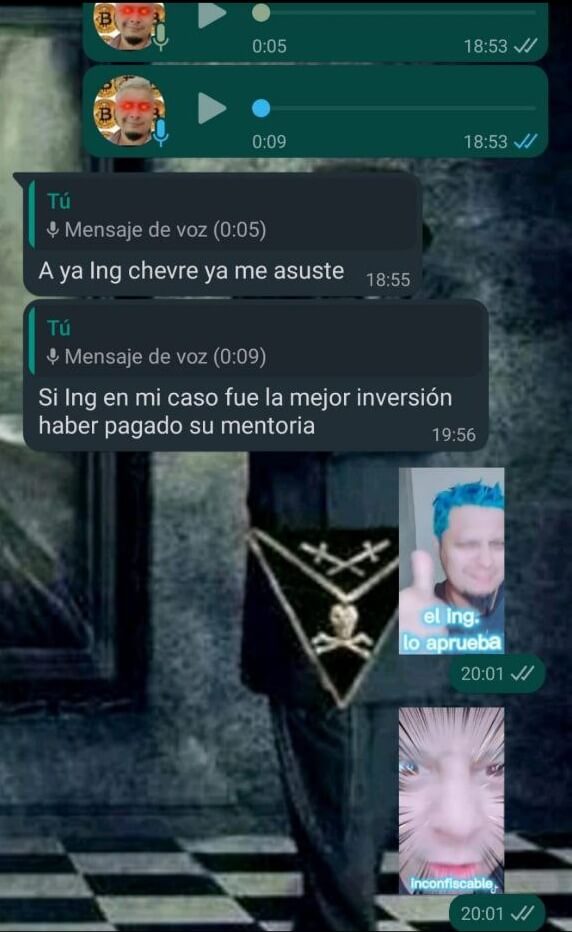 0:05
18:53
0:09
18:53
Tú
Mensaje de voz (0:05)
A ya Ing chevre ya me asuste
18:55
Tú
Mensaje de voz (0:09)
Si Ing en mi caso fue la mejor inversión
haber pagado su mentoria
19:56
el ing.
lo aprueba
20:01
Inconfiscable.
20:01